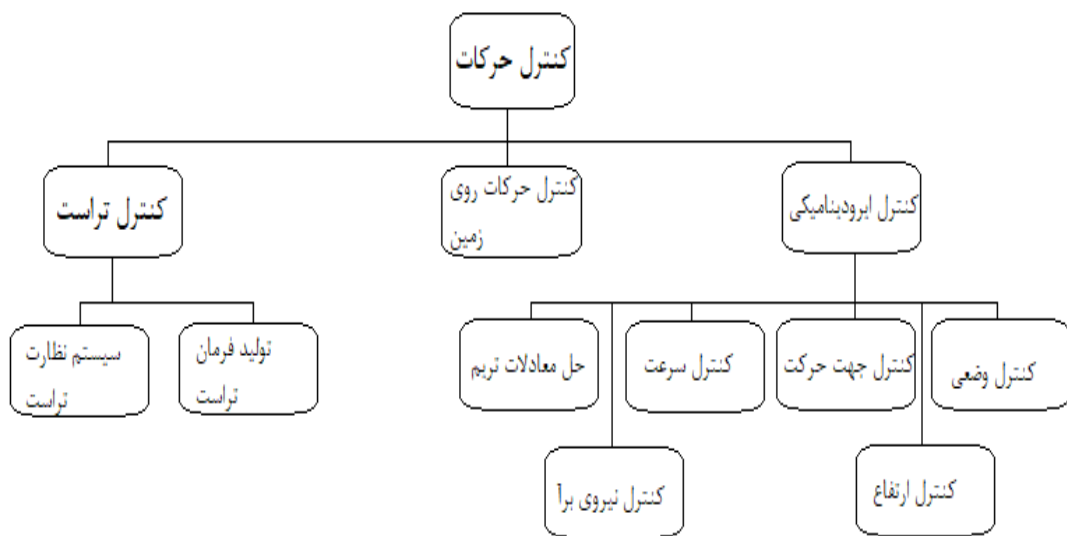 کنترل حرکات
کنترل ایرودینامیکی
کنترل حرکات روی
زمین
کنترل تراست
کنترل وضعی
کنترل جهت حرکت
کنترل سرعت
حل معادلات تریم
تولید فرمان
تراست
سیستم نظارت
تراست
کنترل ارتفاع
کنترل نیروی برآ